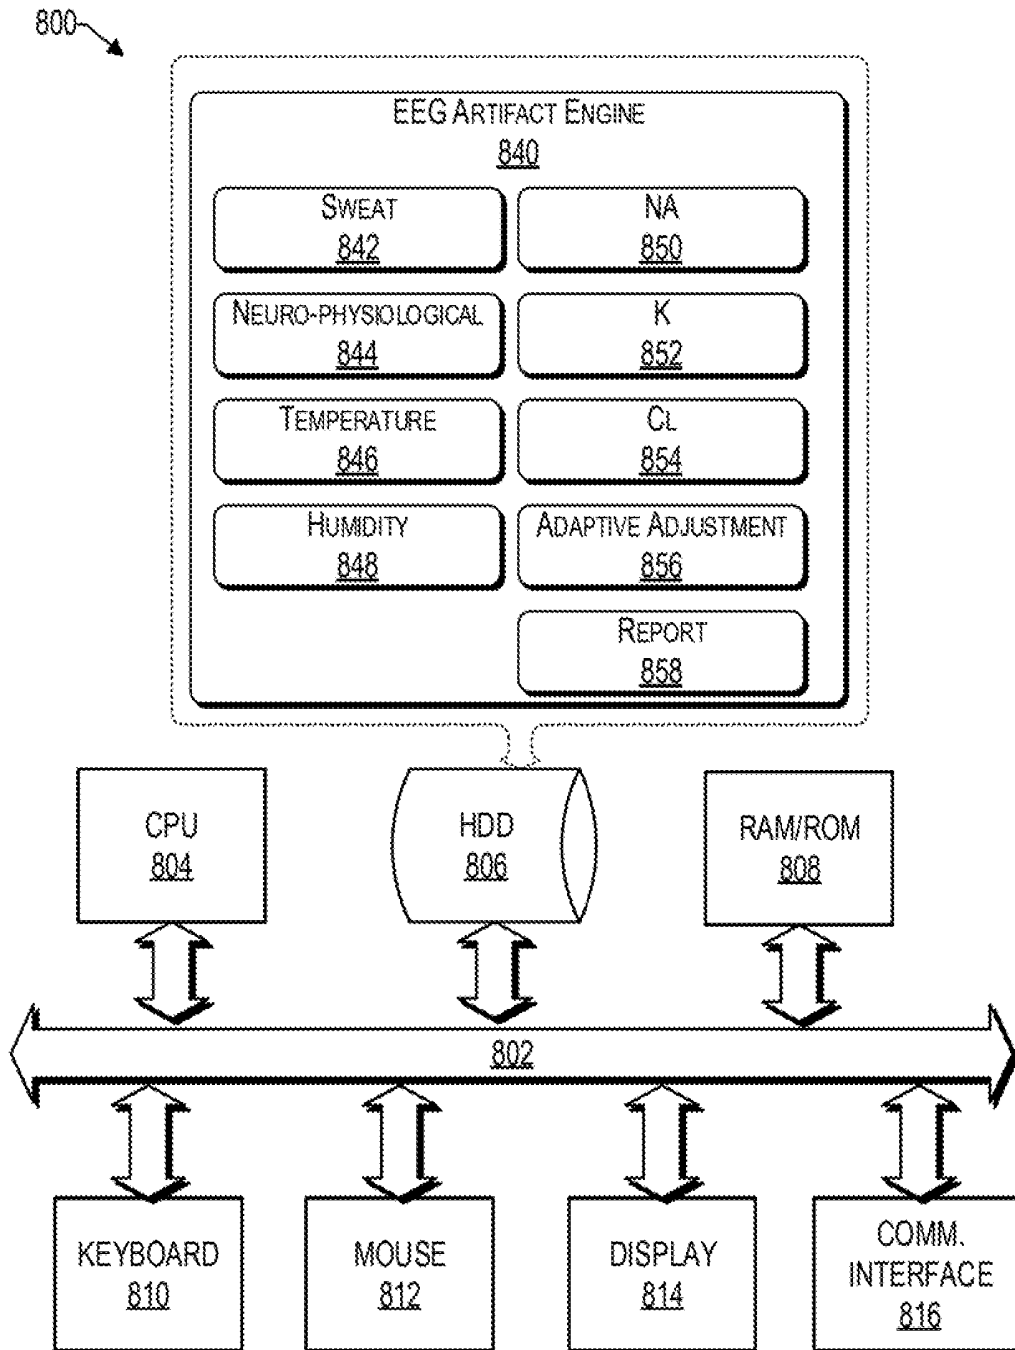 800
EEG ARTIFACT ENGINE
840
SWEAT
842
NA
850
NEURO-PHYSIOLOGICAL
844
K
852
TEMPERATURE
846
CL
854
HUMIDITY
848
ADAPTIVE ADJUSTMENT
856
REPORT
858
CPU
804
HDD
806
RAM/ROM
808
802
KEYBOARD
810
MOUSE
812
DISPLAY
814
COMM.
INTERFACE
816